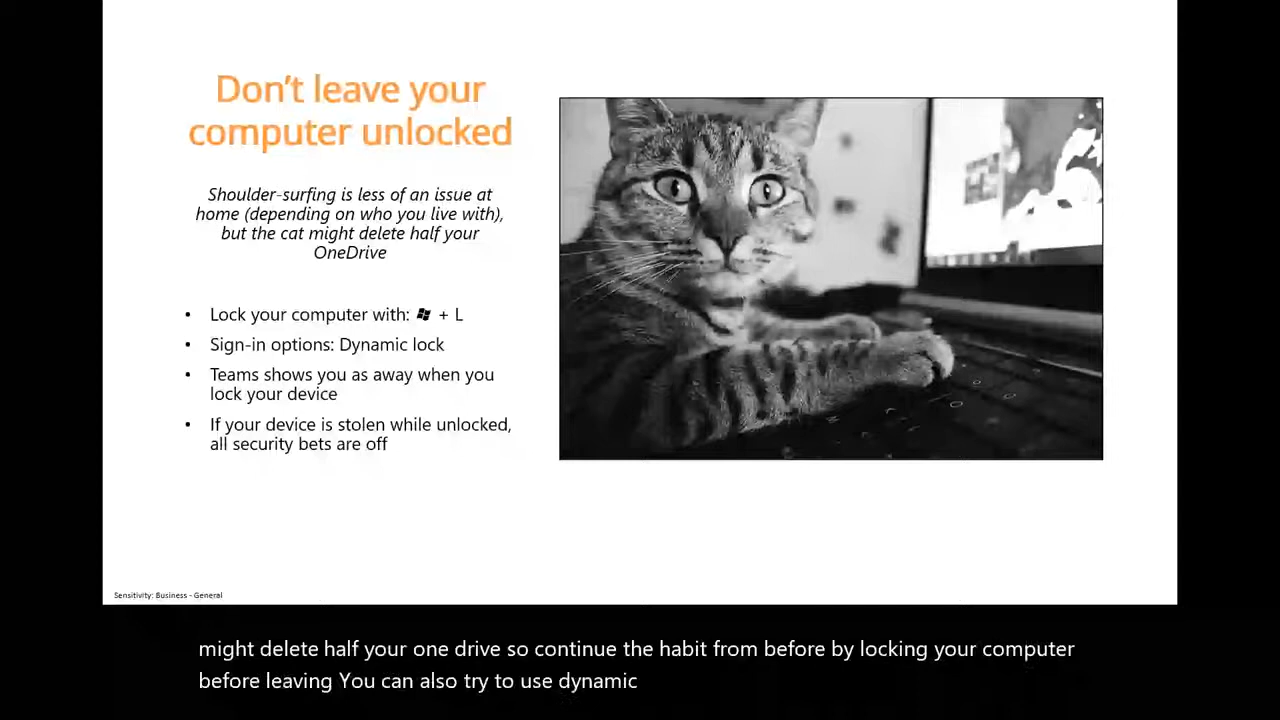 Don't leave your
computer unlocked
Shoulder-surfing is less of an issue at
home (depending on who you live with),
but the cat might delete half your
OneDrive
• Lock your computer with: + L
• Sign-in options: Dynamic lock
• Teams shows you as away when you
lock your device
• If your device is stolen while unlocked,
all security bets are off
Sensitivity: Business - General
might delete half your one drive so continue the habit from before by locking your computer
before leaving You can also try to use dynamic